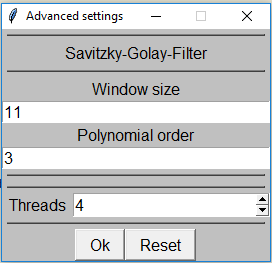 Advanced settings
Savitzky-Golay-Filter
Window size
11
Polynomial order
3
Threads 4
Ok Reset